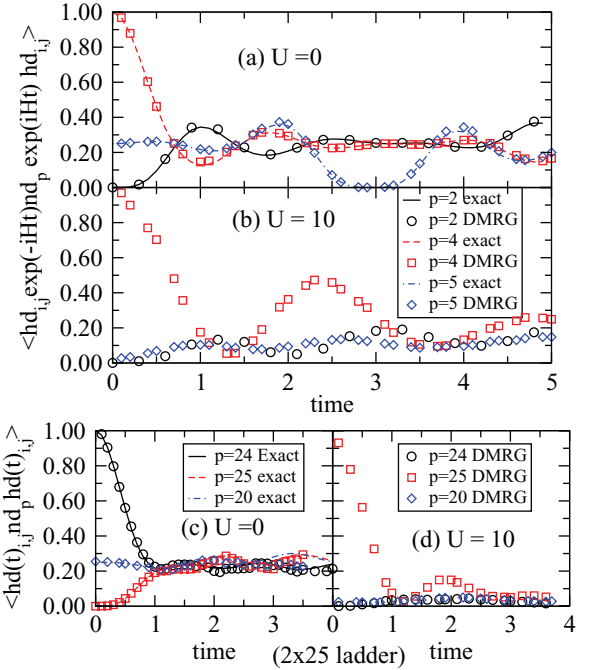 <hd_{i,j} exp(-iHt)nd_p exp(iHt) hd_{i,j}>
1.00
0.80
0.60
0.40
0.20
0.00
(a) U =0
0.80
0.60
0.40
0.20
0.00
(b) U = 10
p=2 exact
p=2 DMRG
p=4 exact
p=4 DMRG
p=5 exact
p=5 DMRG
0 1 2 3 4 5
time
<hd(t)_{i,j} nd_p hd(t)_{i,j}>
1.00
0.80
0.60
0.40
0.20
0.00
p=24 Exact
p=25 exact
p=20 exact
(c) U =0
0 1 2 3
time
p=24 DMRG
p=25 DMRG
p=20 DMRG
(d) U = 10
0 1 2 3 4
time
(2x25 ladder)